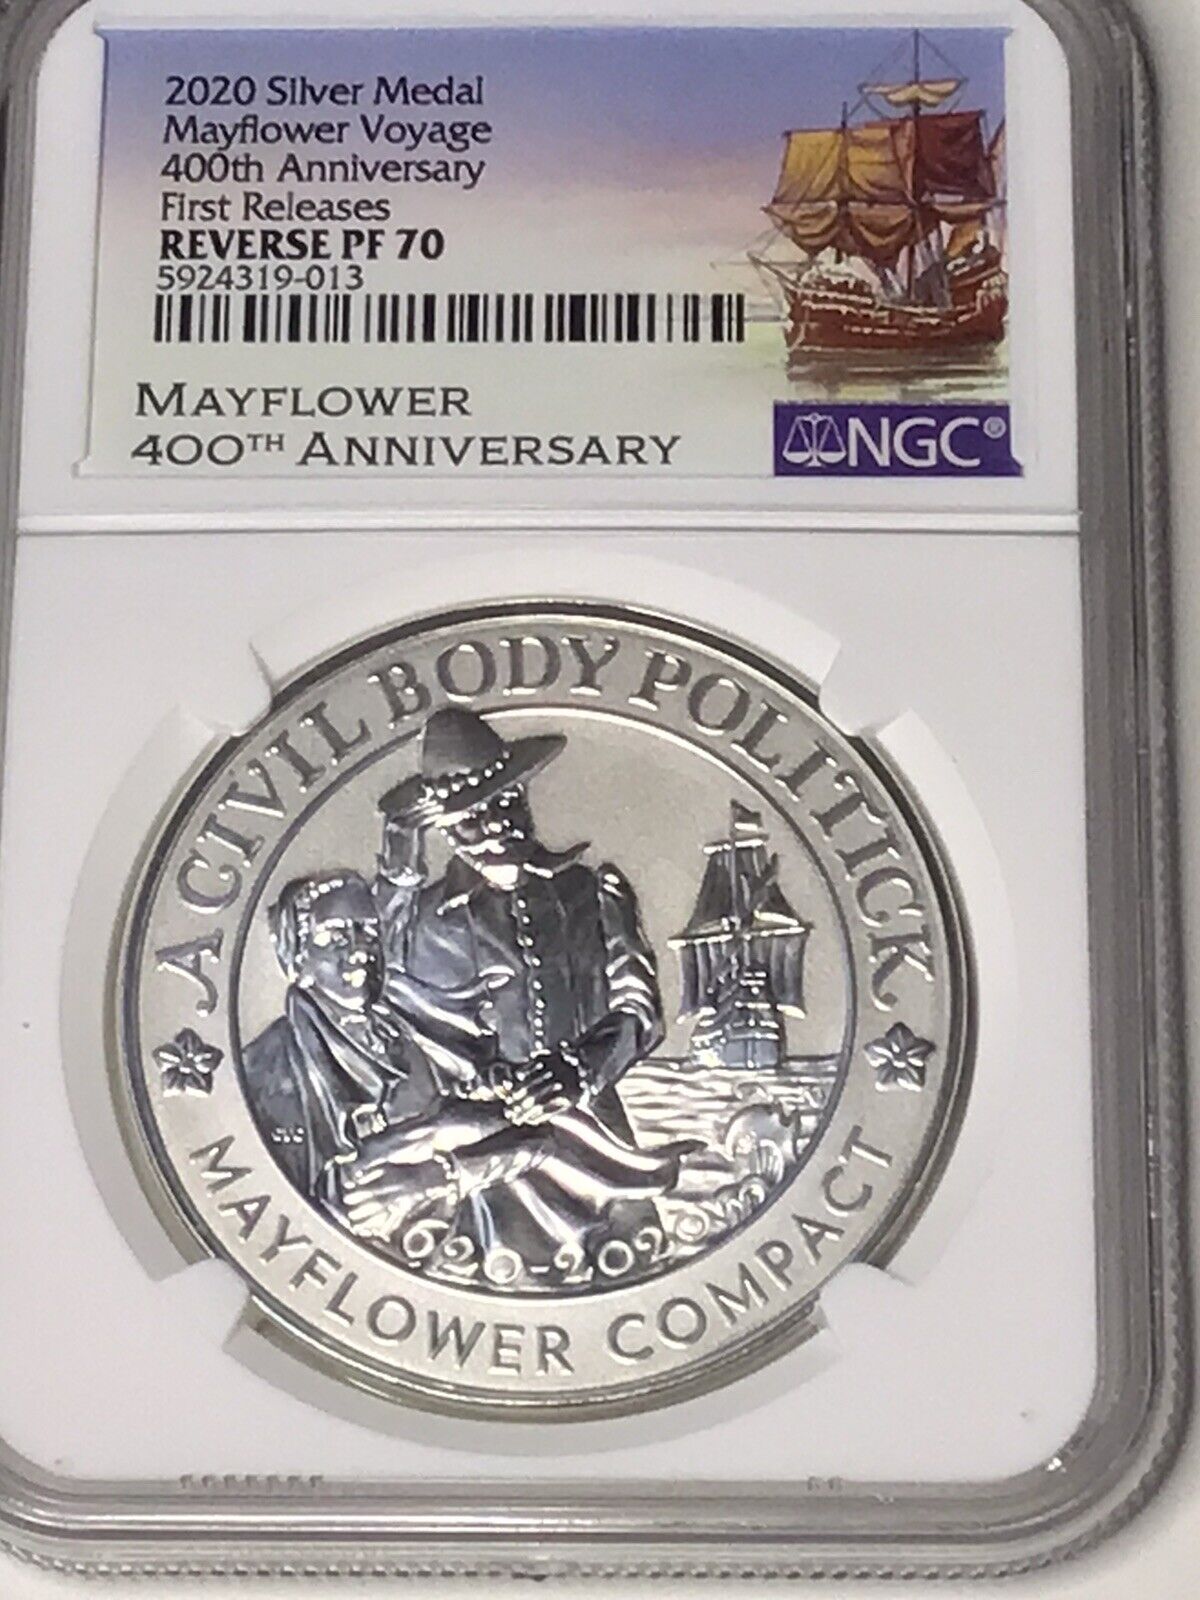 2020 Silver Medal
Mayflower Voyage
400th Anniversary
First Releases
REVERSE PF 70
5924319-013
MAYFLOWER
400TH ANNIVERSARY
NGC®
A CIVIL BODY POLITICK
1620-2020
MAYFLOWER COMPACT